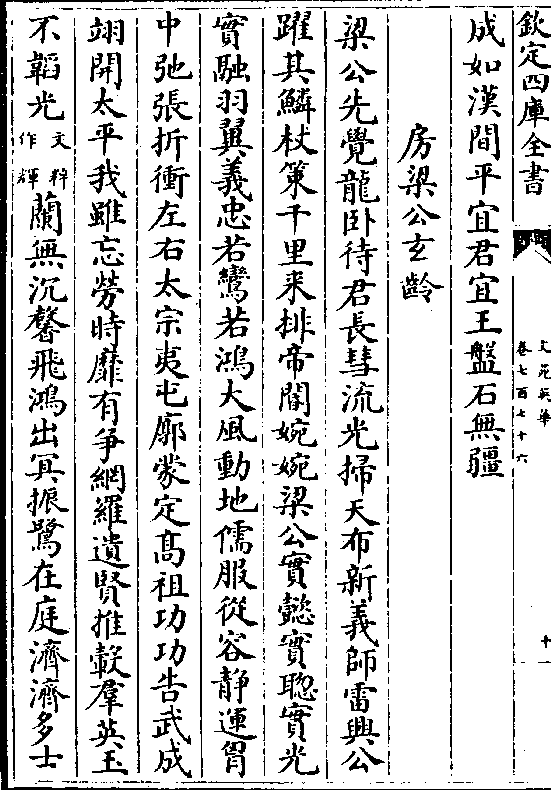 欽定四庫全書
文苑英華
卷七百七十六
十一
成如漢間平宜君宜王盤石無疆
房梁公玄齡
梁公先覺龍卧待君長彗流光掃天布新義師雷興公
躍其鱗杖策千里来排帝閽婉婉梁公實懿實聦實光
實融羽翼義忠若鸞若鴻大風動地儒服從容静運胷
中弛張折衝左右太宗夷屯廓蒙定髙祖功功告武成
翊開太平我雖忘勞時靡有爭網羅遺賢推轂羣英玉
不韜光文粹作輝蘭無沉馨飛鴻出冥振鷺在庭濟濟多士